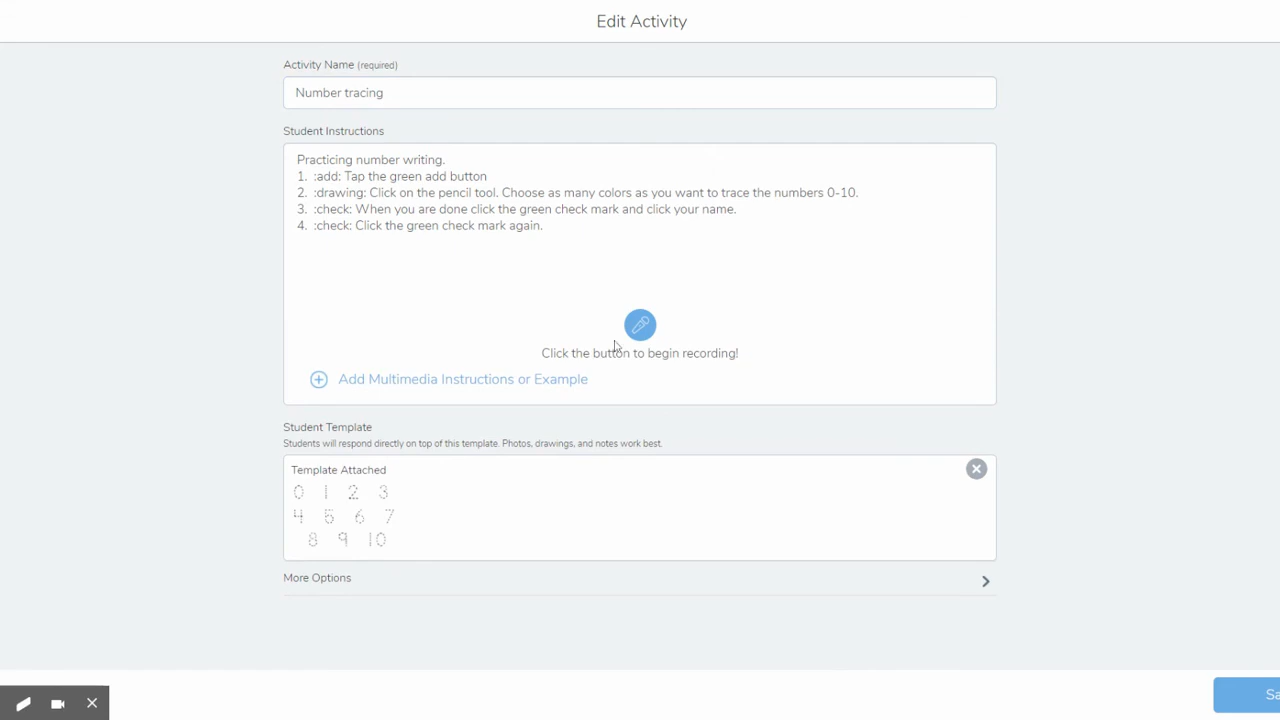 Edit Activity
Activity Name (required)
Number tracing
Student Instructions
Practicing number writing.
1. :add: Tap the green add button
2. :drawing: Click on the pencil tool. Choose as many colors as you want to trace the numbers 0-10.
3. :check: When you are done click the green check mark and click your name.
4. :check: Click the green check mark again.
Click the button to begin recording!
Add Multimedia Instructions or Example
Student Template
Students will respond directly on top of this template. Photos, drawings, and notes work best.
Template Attached
0 1 2 3
4 5 6 7
8 9 10
More Options
Sa